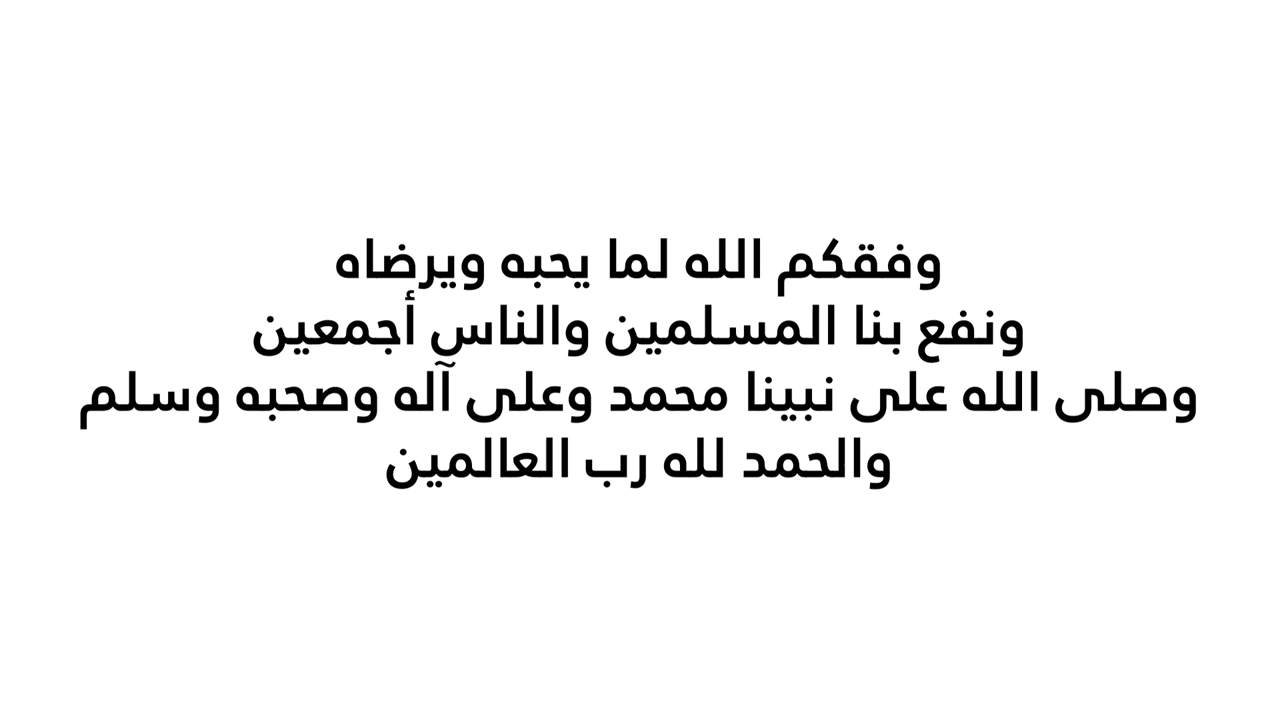 وفقكم الله لما يحبه ويرضاه
ونفع بنا المسلمين والناس أجمعين
وصلى الله على نبينا محمد وعلى آله وصحبه وسلم
والحمد لله رب العالمين